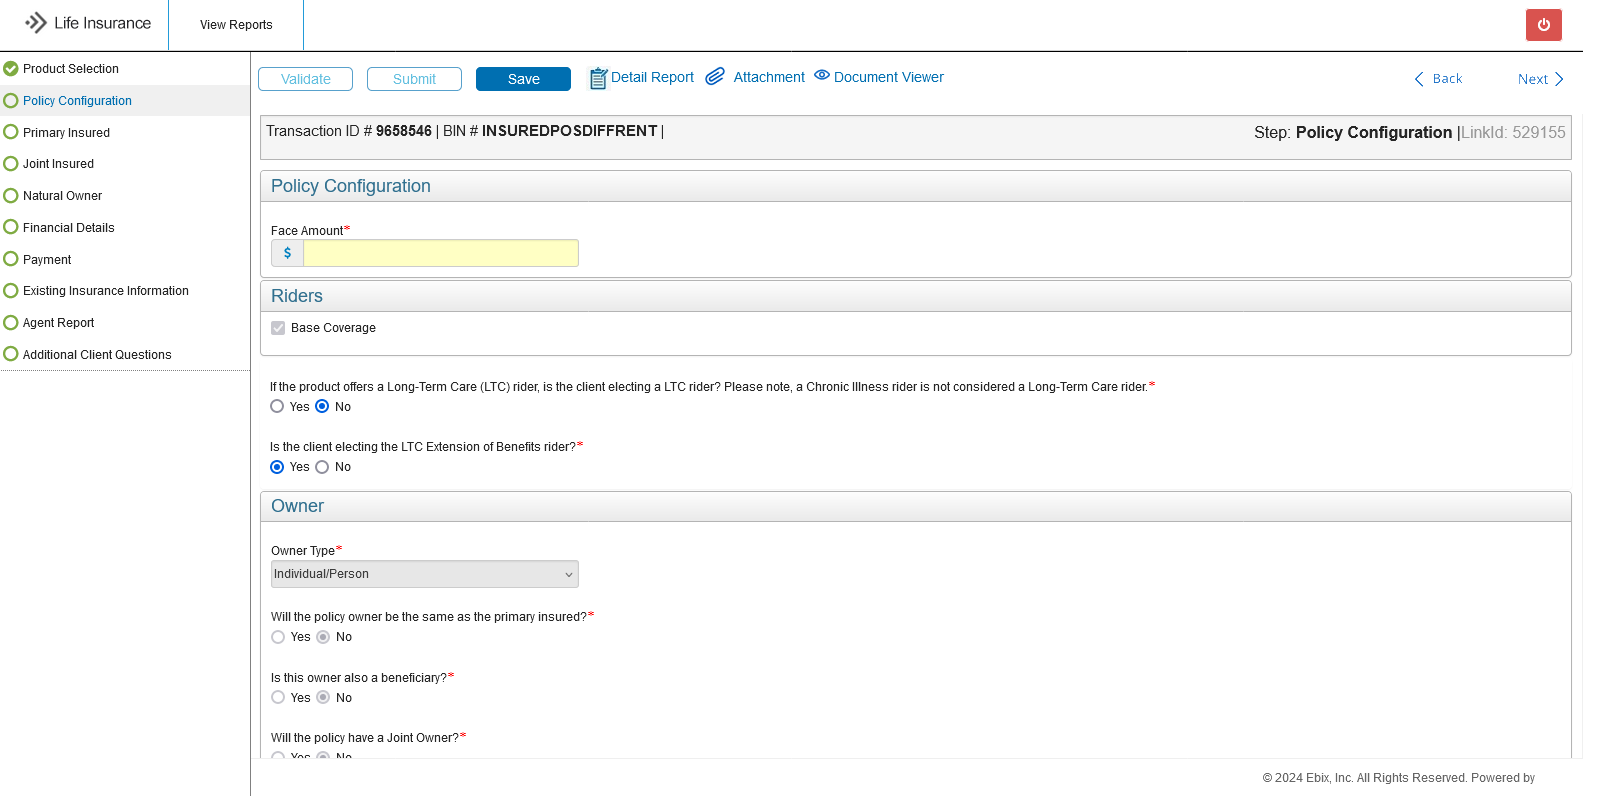 Life Insurance
View Reports
Product Selection
Policy Configuration
Primary Insured
Joint Insured
Natural Owner
Financial Details
Payment
Existing Insurance Information
Agent Report
Additional Client Questions
Validate
Submit
Save
Detail Report
Attachment
Document Viewer
Back
Next
Transaction ID # 9658546 | BIN # INSUREDPOSDIFFRENT |
Step: Policy Configuration |LinkId: 529155
Policy Configuration
Face Amount*
$
Riders
Base Coverage
If the product offers a Long-Term Care (LTC) rider, is the client electing a LTC rider? Please note, a Chronic Illness rider is not considered a Long-Term Care rider.*
Yes No
Is the client electing the LTC Extension of Benefits rider?*
Yes No
Owner
Owner Type*
Individual/Person
Will the policy owner be the same as the primary insured?*
Yes No
Is this owner also a beneficiary?*
Yes No
Will the policy have a Joint Owner?*
Yes No
© 2024 Ebix, Inc. All Rights Reserved. Powered by